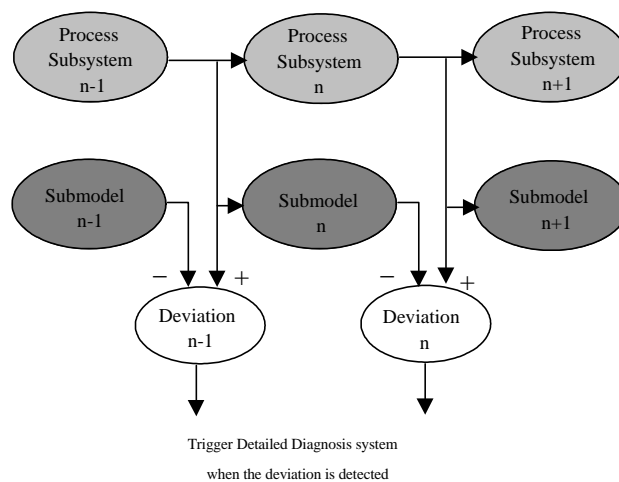 Process
Subsystem
n-1
Process
Subsystem
n
Process
Subsystem
n+1
Submodel
n-1
Submodel
n
Submodel
n+1
− +
− +
Deviation
n-1
Deviation
n
Trigger Detailed Diagnosis system
when the deviation is detected